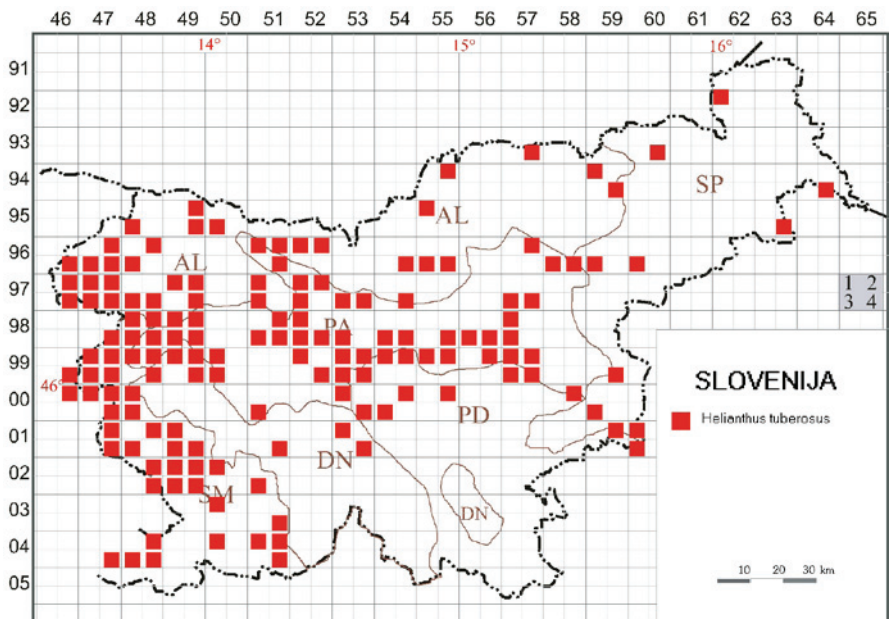 46 47 48 49 50 51 52 53 54 55 56 57 58 59 60 61 62 63 64 65
14° 15° 16°
91
92
93
94
SP
95
AL
96
AL
97
1 2
3 4
98
PA
99
46°
SLOVENIJA
00
Helianthus tuberosus
PD
01
DN
02
SM
03
DN
04
10 20 30 km
05